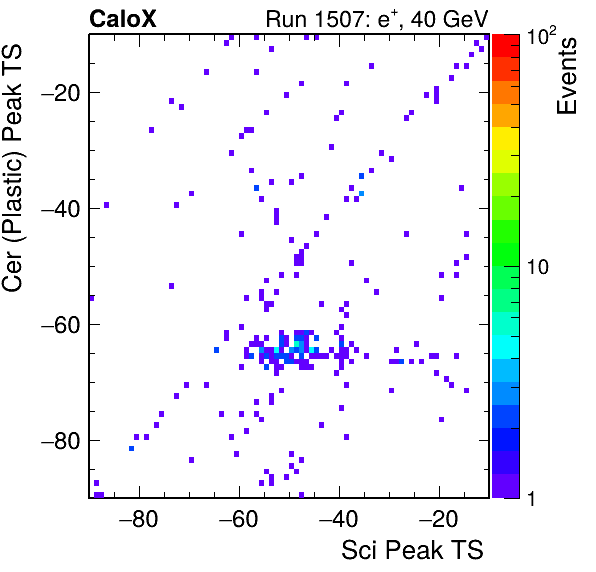 CaloX Run 1507: e⁺, 40 GeV
Cer (Plastic) Peak TS
−20
−40
−60
−80
−80 −60 −40 −20
Sci Peak TS
10²
10
1
Events